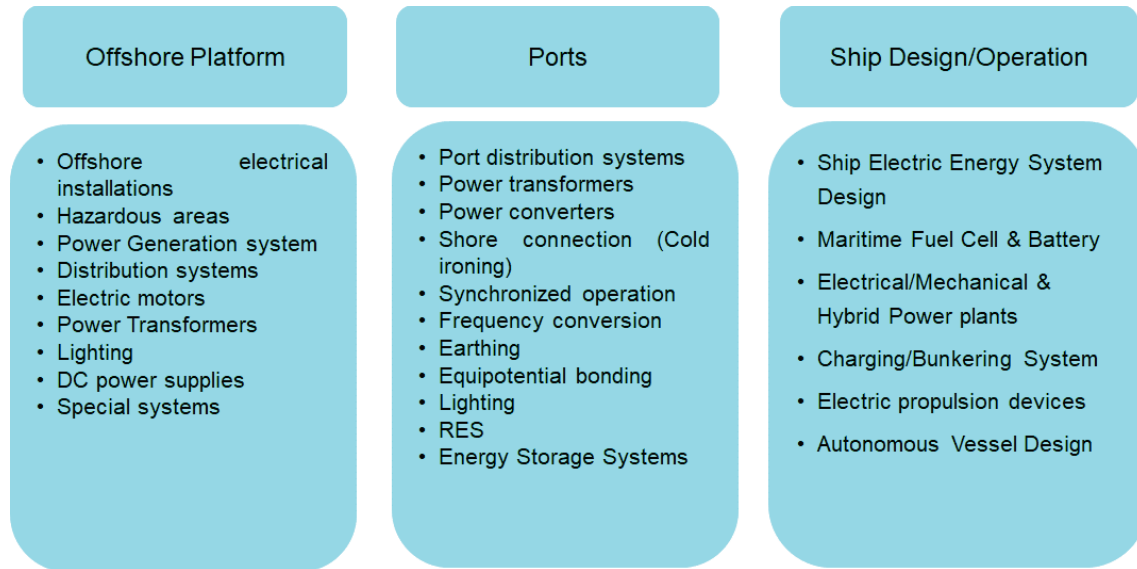 Offshore Platform
• Offshore electrical
installations
• Hazardous areas
• Power Generation system
• Distribution systems
• Electric motors
• Power Transformers
• Lighting
• DC power supplies
• Special systems
Ports
• Port distribution systems
• Power transformers
• Power converters
• Shore connection (Cold
ironing)
• Synchronized operation
• Frequency conversion
• Earthing
• Equipotential bonding
• Lighting
• RES
• Energy Storage Systems
Ship Design/Operation
• Ship Electric Energy System
Design
• Maritime Fuel Cell & Battery
• Electrical/Mechanical &
Hybrid Power plants
• Charging/Bunkering System
• Electric propulsion devices
• Autonomous Vessel Design